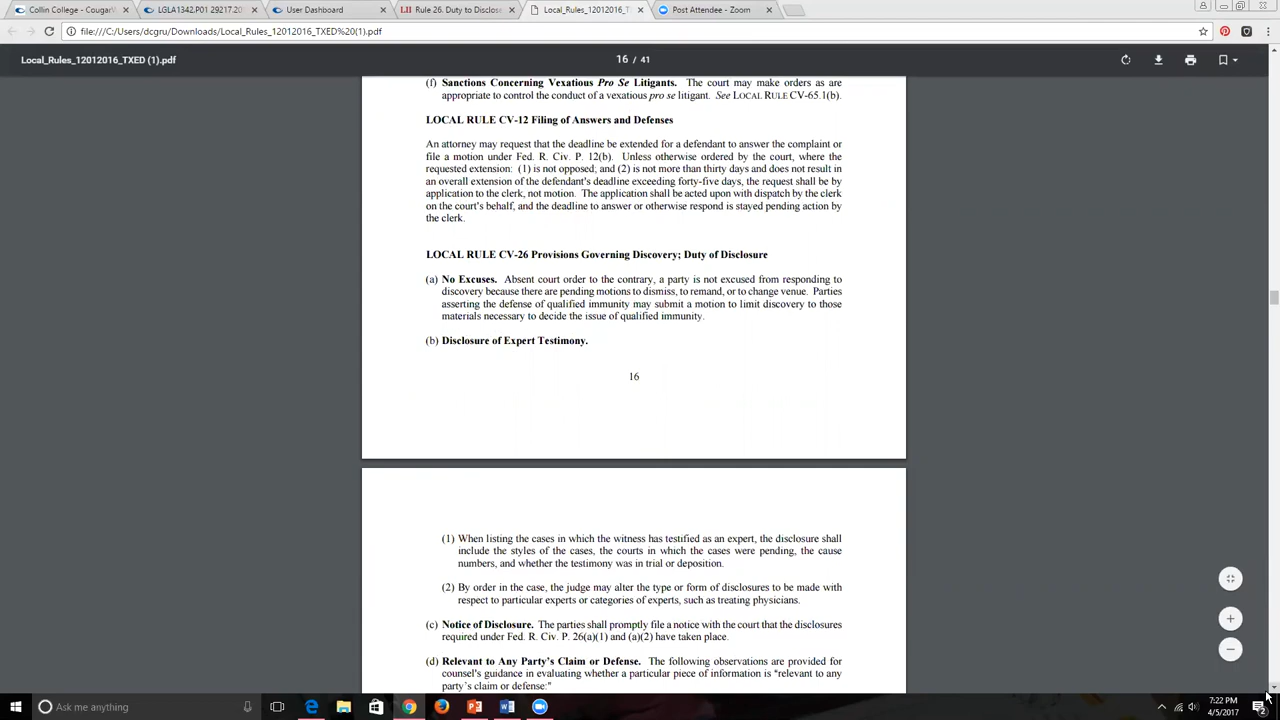 Collin College - CougarW
LGLA1342.P01 29217.20
User Dashboard
Rule 26. Duty to Disclose
Local_Rules_12012016_TX
Post Attendee - Zoom
file:///C:/Users/dcgru/Downloads/Local_Rules_12012016_TXED%20(1).pdf
Local_Rules_12012016_TXED (1).pdf
16 / 41
(f) Sanctions Concerning Vexatious Pro Se Litigants. The court may make orders as are
appropriate to control the conduct of a vexatious pro se litigant. See LOCAL RULE CV-65.1(b).
LOCAL RULE CV-12 Filing of Answers and Defenses
An attorney may request that the deadline be extended for a defendant to answer the complaint or
file a motion under Fed. R. Civ. P. 12(b). Unless otherwise ordered by the court, where the
requested extension: (1) is not opposed; and (2) is not more than thirty days and does not result in
an overall extension of the defendant's deadline exceeding forty-five days, the request shall be by
application to the clerk, not motion. The application shall be acted upon with dispatch by the clerk
on the court's behalf, and the deadline to answer or otherwise respond is stayed pending action by
the clerk.
LOCAL RULE CV-26 Provisions Governing Discovery; Duty of Disclosure
(a) No Excuses. Absent court order to the contrary, a party is not excused from responding to
discovery because there are pending motions to dismiss, to remand, or to change venue. Parties
asserting the defense of qualified immunity may submit a motion to limit discovery to those
materials necessary to decide the issue of qualified immunity.
(b) Disclosure of Expert Testimony.
16
(1) When listing the cases in which the witness has testified as an expert, the disclosure shall
include the styles of the cases, the courts in which the cases were pending, the cause
numbers, and whether the testimony was in trial or deposition.
(2) By order in the case, the judge may alter the type or form of disclosures to be made with
respect to particular experts or categories of experts, such as treating physicians.
(c) Notice of Disclosure. The parties shall promptly file a notice with the court that the disclosures
required under Fed. R. Civ. P. 26(a)(1) and (a)(2) have taken place.
(d) Relevant to Any Party's Claim or Defense. The following observations are provided for
counsel's guidance in evaluating whether a particular piece of information is "relevant to any
party's claim or defense:"
Ask me anything
7:22 PM
4/5/2017